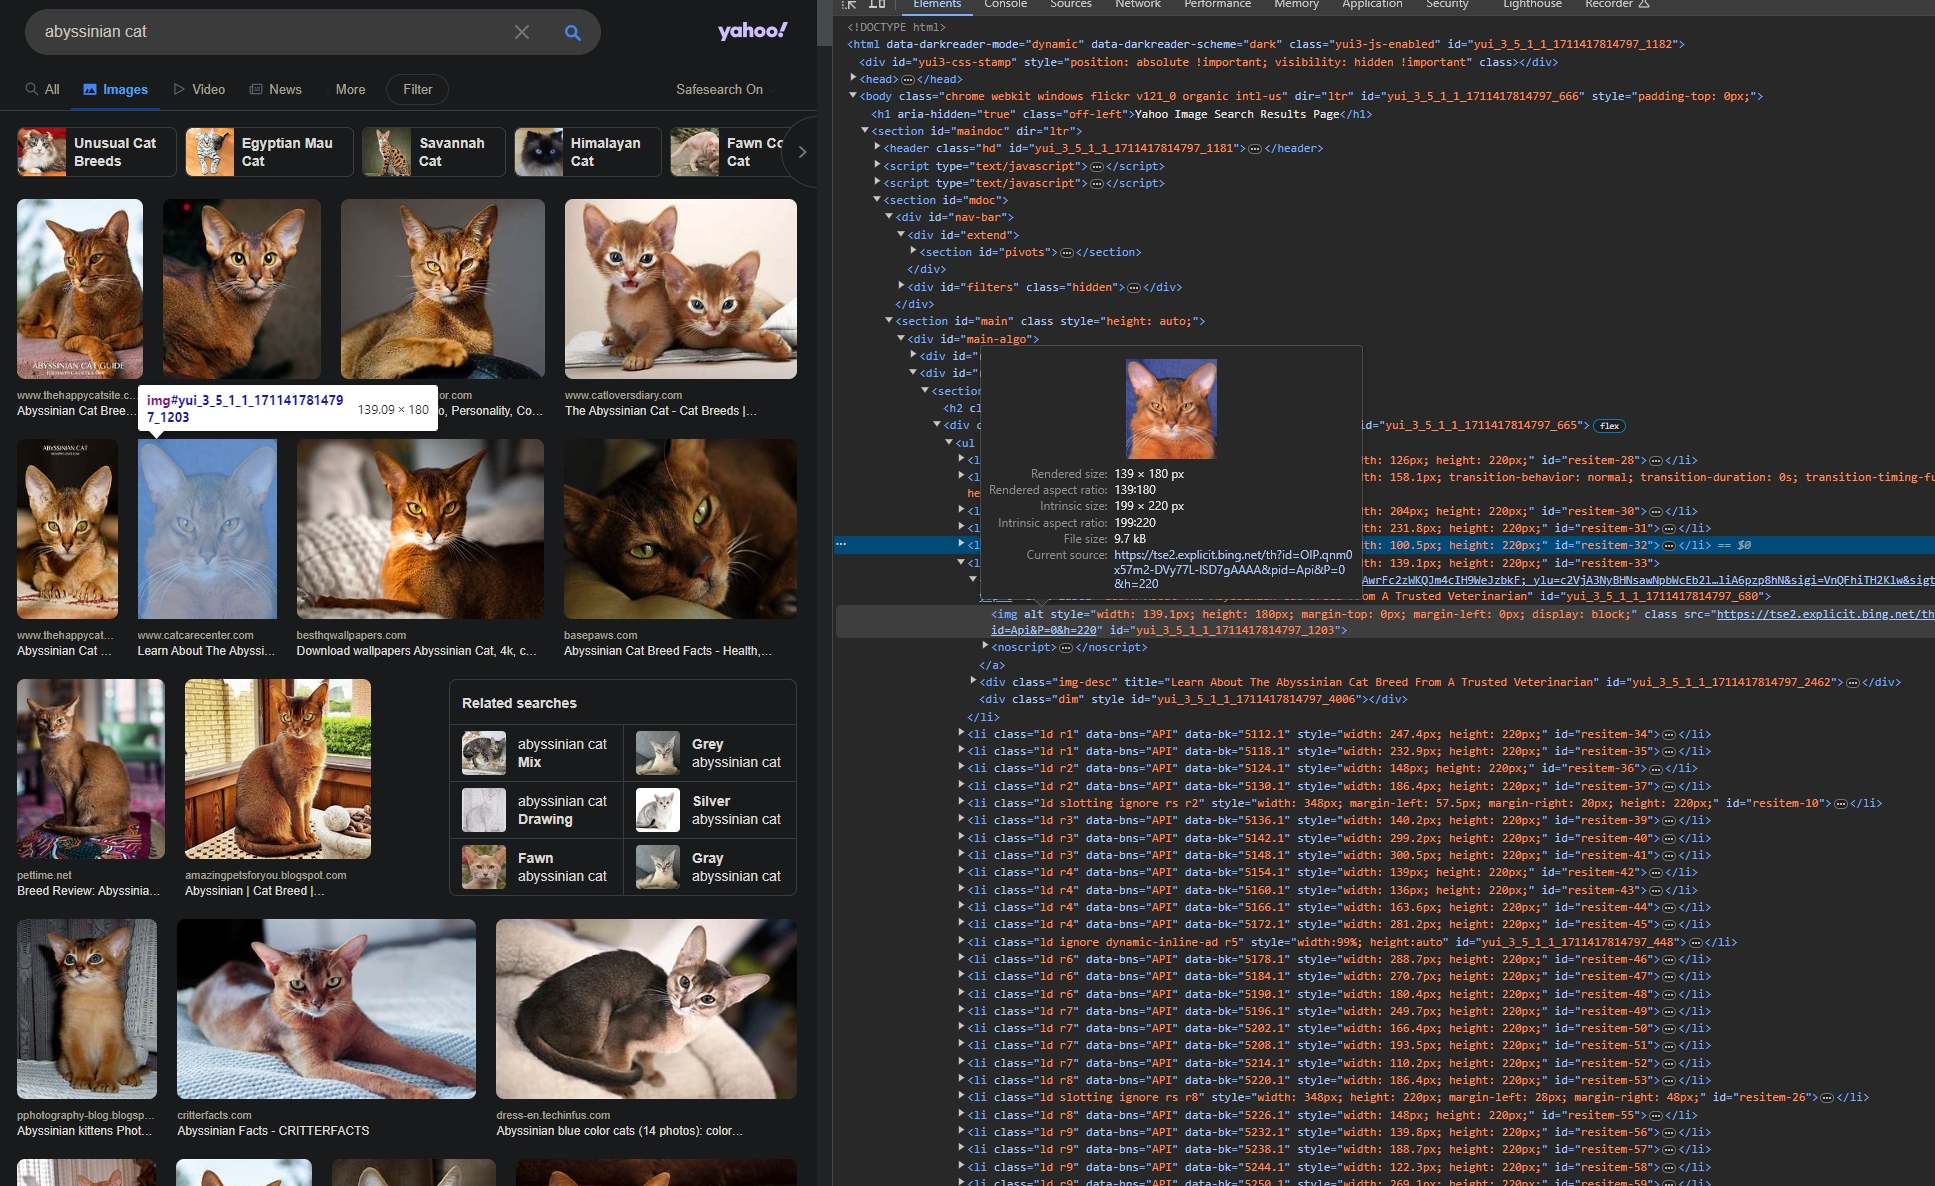 abyssinian cat
yahoo!
All
Images
Video
News
More
Filter
Safesearch On
Unusual Cat
Breeds
Egyptian Mau
Cat
Savannah
Cat
Himalayan
Cat
Fawn Co
Cat
ABYSSINIAN CAT GUIDE
www.thehappycatsite.c...
Abyssinian Cat Bree...
tor.com
o, Personality, Co...
www.catloversdiary.com
The Abyssinian Cat - Cat Breeds |...
img#yui_3_5_1_1_171141781479
7_1203
139.09 × 180
ABYSSINIAN CAT
www.thehappycat...
Abyssinian Cat ...
www.catcarecenter.com
Learn About The Abyssi...
besthqwallpapers.com
Download wallpapers Abyssinian Cat, 4k, c...
basepaws.com
Abyssinian Cat Breed Facts - Health,...
pettime.net
Breed Review: Abyssinia...
amazingpetsforyou.blogspot.com
Abyssinian | Cat Breed |...
Related searches
abyssinian cat
Mix
Grey
abyssinian cat
abyssinian cat
Drawing
Silver
abyssinian cat
Fawn
abyssinian cat
Gray
abyssinian cat
pphotography-blog.blogsp...
Abyssinian kittens Phot...
critterfacts.com
Abyssinian Facts - CRITTERFACTS
dress-en.techinfus.com
Abyssinian blue color cats (14 photos): color...
Elements
Console
Sources
Network
Performance
Memory
Application
Security
Lighthouse
Recorder
<!DOCTYPE html>
<html data-darkreader-mode="dynamic" data-darkreader-scheme="dark" class="yui3-js-enabled" id="yui_3_5_1_1_1711417814797_1182">
<div id="yui3-css-stamp" style="position: absolute !important; visibility: hidden !important" class></div>
<head>…</head>
<body class="chrome webkit windows flickr v121_0 organic intl-us" dir="ltr" id="yui_3_5_1_1_1711417814797_666" style="padding-top: 0px;">
<h1 aria-hidden="true" class="off-left">Yahoo Image Search Results Page</h1>
<section id="maindoc" dir="ltr">
<header class="hd" id="yui_3_5_1_1_1711417814797_1181">…</header>
<script type="text/javascript">…</script>
<script type="text/javascript">…</script>
<section id="mdoc">
<div id="nav-bar">
<div id="extend">
<section id="pivots">…</section>
</div>
<div id="filters" class="hidden">…</div>
</div>
<section id="main" class style="height: auto;">
<div id="main-algo">
<div id="
<div id="
<section
<h2 cl
<div c
id="yui_3_5_1_1_1711417814797_665">
flex
<ul
<l
th: 126px; height: 220px;" id="resitem-28">…</li>
<l
th: 158.1px; transition-behavior: normal; transition-duration: 0s; transition-timing-fu
he
<l
th: 204px; height: 220px;" id="resitem-30">…</li>
<l
th: 231.8px; height: 220px;" id="resitem-31">…</li>
<l
th: 100.5px; height: 220px;" id="resitem-32">…</li> == $0
<l
th: 139.1px; height: 220px;" id="resitem-33">
AwrFc2zWKQJm4cIH9WeJzbkF;_ylu=c2VjA3NyBHNsawNpbWcEb2l…liA6pzp8hN&sigi=VnQFhiTH2Klw&sigt
om A Trusted Veterinarian" id="yui_3_5_1_1_1711417814797_680">
Rendered size: 139 × 180 px
Rendered aspect ratio: 139∶180
Intrinsic size: 199 × 220 px
Intrinsic aspect ratio: 199∶220
File size: 9.7 kB
Current source: https://tse2.explicit.bing.net/th?id=OIP.qnm0
x57m2-DVy77L-ISD7gAAAA&pid=Api&P=0
&h=220
<img alt style="width: 139.1px; height: 180px; margin-top: 0px; margin-left: 0px; display: block;" class src="https://tse2.explicit.bing.net/th
id=Api&P=0&h=220" id="yui_3_5_1_1_1711417814797_1203">
<noscript>…</noscript>
</a>
<div class="img-desc" title="Learn About The Abyssinian Cat Breed From A Trusted Veterinarian" id="yui_3_5_1_1_1711417814797_2462">…</div>
<div class="dim" style id="yui_3_5_1_1_1711417814797_4006"></div>
</li>
<li class="ld r1" data-bns="API" data-bk="5112.1" style="width: 247.4px; height: 220px;" id="resitem-34">…</li>
<li class="ld r1" data-bns="API" data-bk="5118.1" style="width: 232.9px; height: 220px;" id="resitem-35">…</li>
<li class="ld r2" data-bns="API" data-bk="5124.1" style="width: 148px; height: 220px;" id="resitem-36">…</li>
<li class="ld r2" data-bns="API" data-bk="5130.1" style="width: 186.4px; height: 220px;" id="resitem-37">…</li>
<li class="ld slotting ignore rs r2" style="width: 348px; margin-left: 57.5px; margin-right: 20px; height: 220px;" id="resitem-10">…</li>
<li class="ld r3" data-bns="API" data-bk="5136.1" style="width: 140.2px; height: 220px;" id="resitem-39">…</li>
<li class="ld r3" data-bns="API" data-bk="5142.1" style="width: 299.2px; height: 220px;" id="resitem-40">…</li>
<li class="ld r3" data-bns="API" data-bk="5148.1" style="width: 300.5px; height: 220px;" id="resitem-41">…</li>
<li class="ld r4" data-bns="API" data-bk="5154.1" style="width: 139px; height: 220px;" id="resitem-42">…</li>
<li class="ld r4" data-bns="API" data-bk="5160.1" style="width: 136px; height: 220px;" id="resitem-43">…</li>
<li class="ld r4" data-bns="API" data-bk="5166.1" style="width: 163.6px; height: 220px;" id="resitem-44">…</li>
<li class="ld r4" data-bns="API" data-bk="5172.1" style="width: 281.2px; height: 220px;" id="resitem-45">…</li>
<li class="ld ignore dynamic-inline-ad r5" style="width:99%; height:auto" id="yui_3_5_1_1_1711417814797_448">…</li>
<li class="ld r6" data-bns="API" data-bk="5178.1" style="width: 288.7px; height: 220px;" id="resitem-46">…</li>
<li class="ld r6" data-bns="API" data-bk="5184.1" style="width: 270.7px; height: 220px;" id="resitem-47">…</li>
<li class="ld r6" data-bns="API" data-bk="5190.1" style="width: 180.4px; height: 220px;" id="resitem-48">…</li>
<li class="ld r7" data-bns="API" data-bk="5196.1" style="width: 249.7px; height: 220px;" id="resitem-49">…</li>
<li class="ld r7" data-bns="API" data-bk="5202.1" style="width: 166.4px; height: 220px;" id="resitem-50">…</li>
<li class="ld r7" data-bns="API" data-bk="5208.1" style="width: 193.5px; height: 220px;" id="resitem-51">…</li>
<li class="ld r7" data-bns="API" data-bk="5214.1" style="width: 110.2px; height: 220px;" id="resitem-52">…</li>
<li class="ld r8" data-bns="API" data-bk="5220.1" style="width: 186.4px; height: 220px;" id="resitem-53">…</li>
<li class="ld slotting ignore rs r8" style="width: 348px; height: 220px; margin-left: 28px; margin-right: 48px;" id="resitem-26">…</li>
<li class="ld r8" data-bns="API" data-bk="5226.1" style="width: 148px; height: 220px;" id="resitem-55">…</li>
<li class="ld r9" data-bns="API" data-bk="5232.1" style="width: 139.8px; height: 220px;" id="resitem-56">…</li>
<li class="ld r9" data-bns="API" data-bk="5238.1" style="width: 188.7px; height: 220px;" id="resitem-57">…</li>
<li class="ld r9" data-bns="API" data-bk="5244.1" style="width: 122.3px; height: 220px;" id="resitem-58">…</li>
<li class="ld r9" data-bns="API" data-bk="5250.1" style="width: 269.1px; height: 220px;" id="resitem-59">…</li>